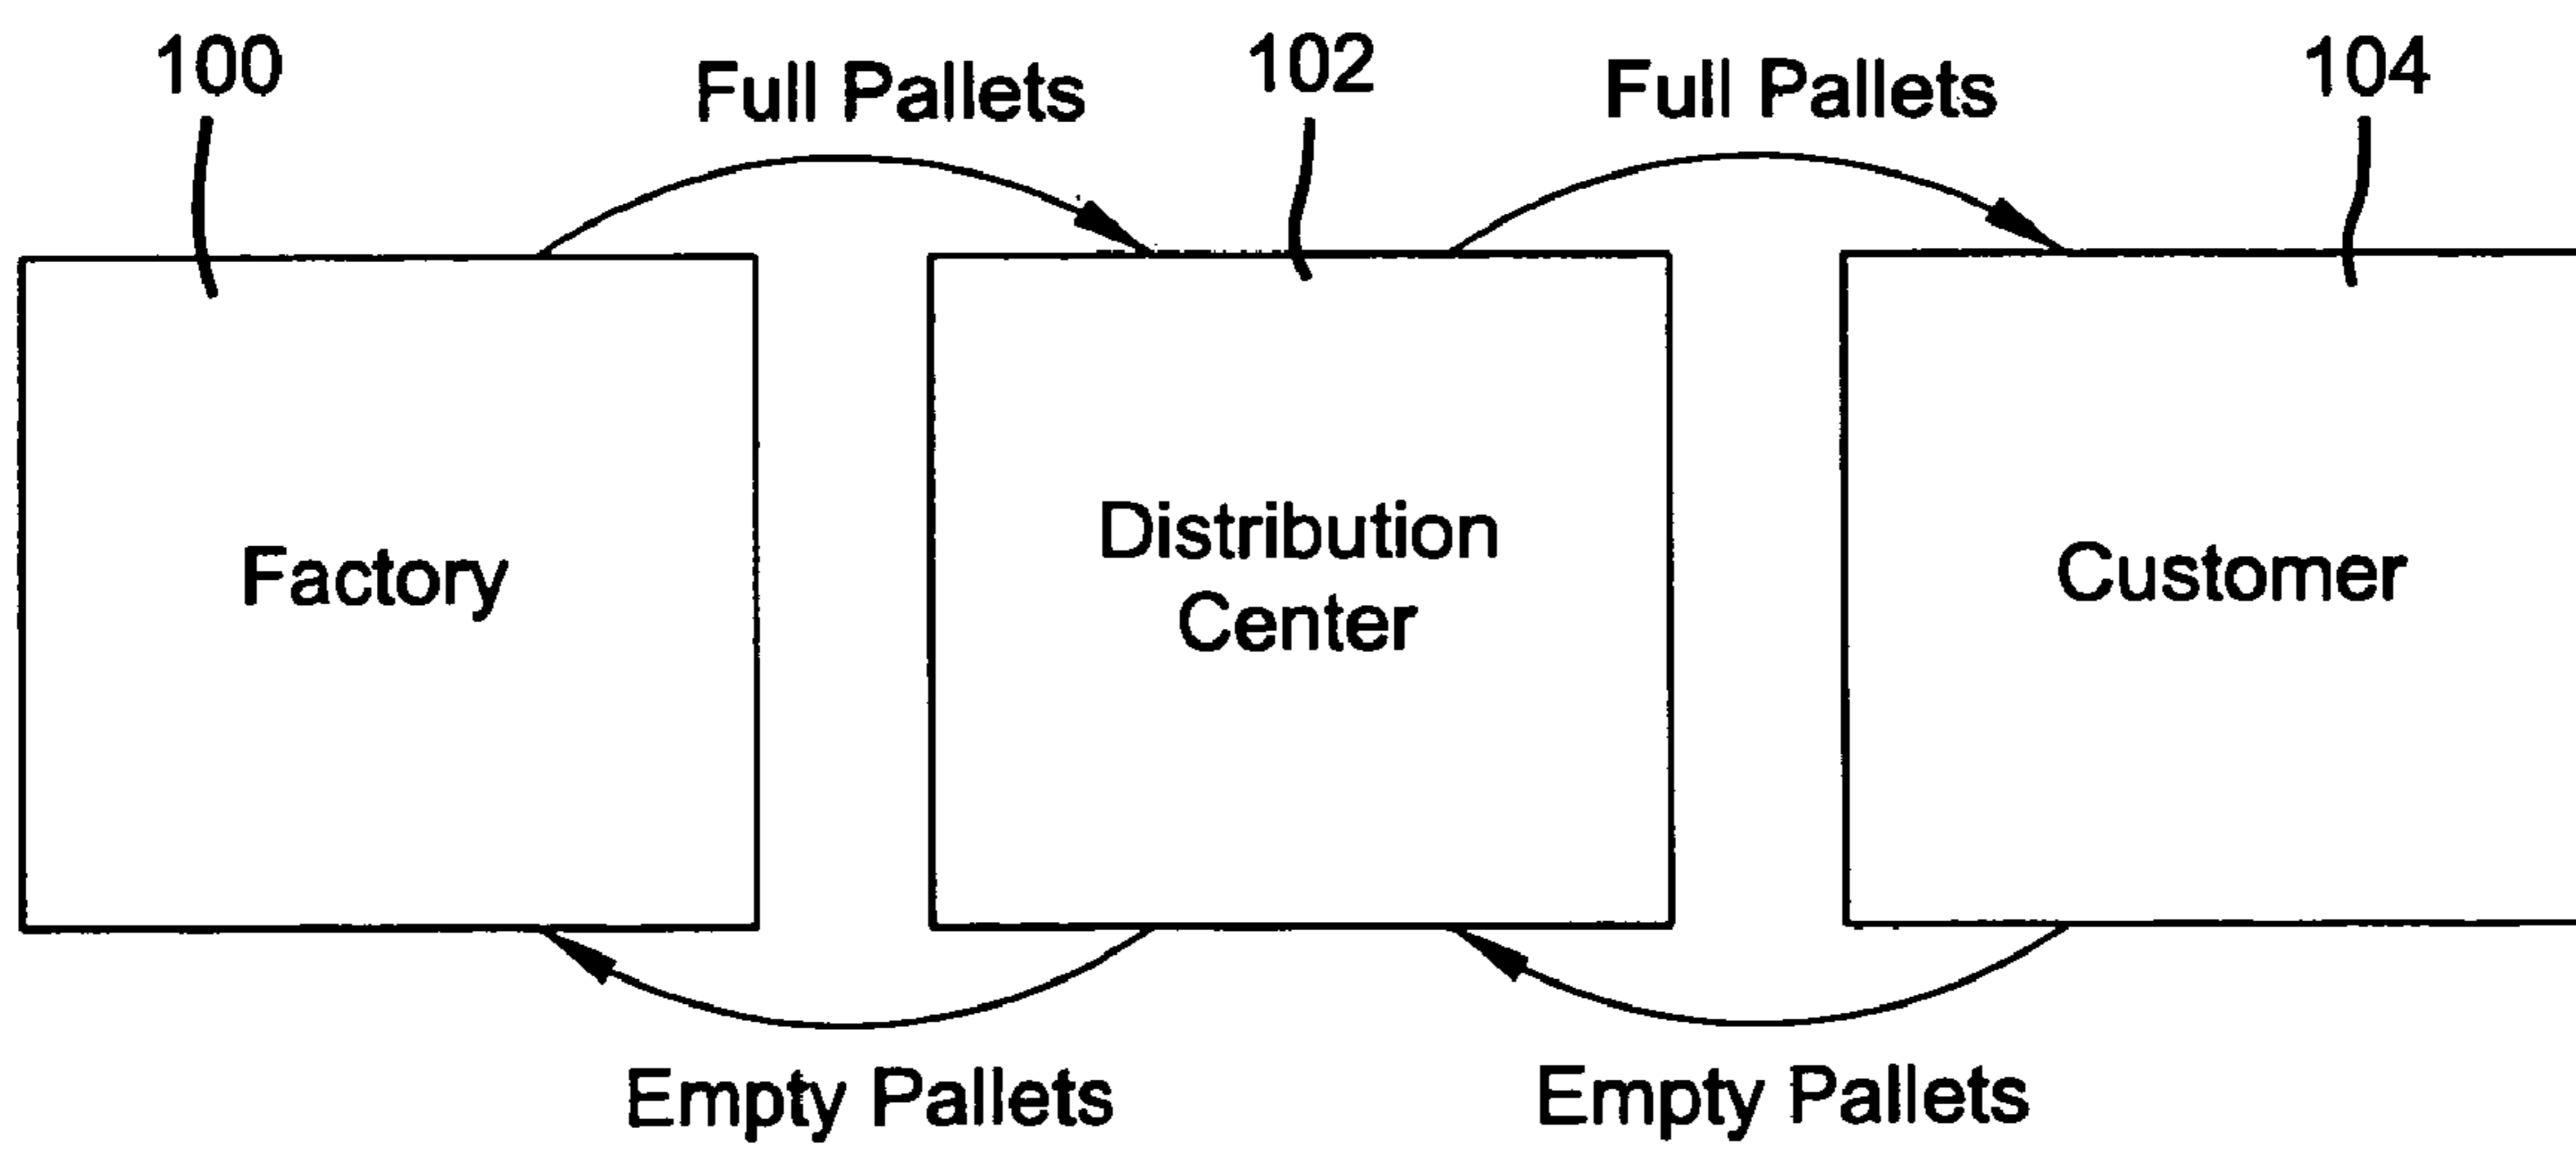 100
Full Pallets
102
Full Pallets
104
Factory
Distribution
Center
Customer
Empty Pallets
Empty Pallets